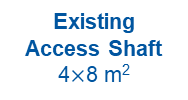 Existing
Access Shaft
4×8 m²